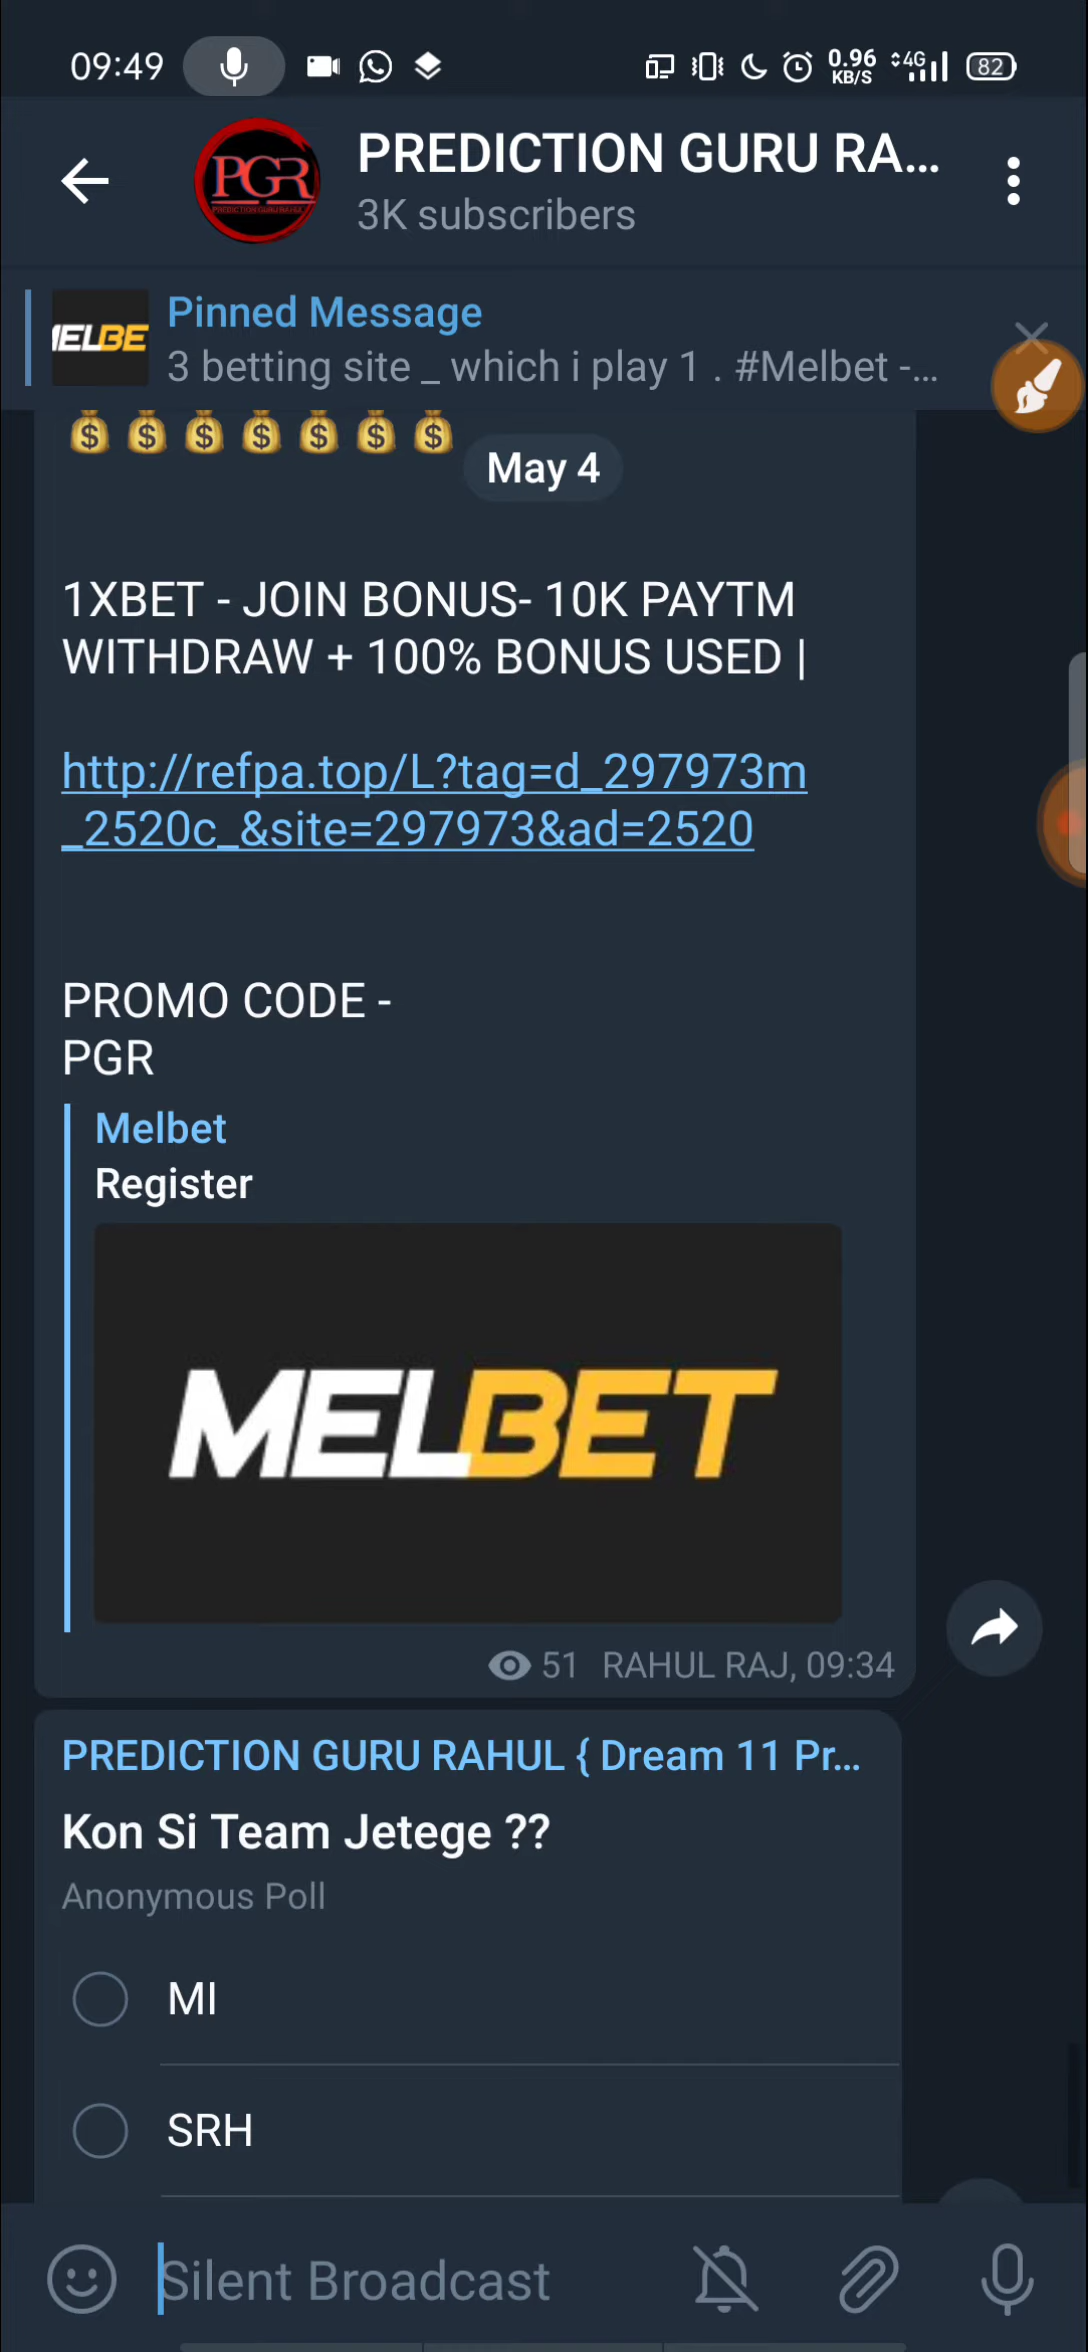 09:49
0.96
KB/S
4G
82
PGR
PREDICTION GURU RA...
3K subscribers
MELBE
Pinned Message
3 betting site _ which i play 1 . #Melbet -...
May 4
1XBET - JOIN BONUS- 10K PAYTM
WITHDRAW + 100% BONUS USED |
http://refpa.top/L?tag=d_297973m
_2520c_&site=297973&ad=2520
PROMO CODE -
PGR
Melbet
Register
MELBET
51 RAHUL RAJ, 09:34
PREDICTION GURU RAHUL { Dream 11 Pr...
Kon Si Team Jetege ??
Anonymous Poll
MI
SRH
Silent Broadcast